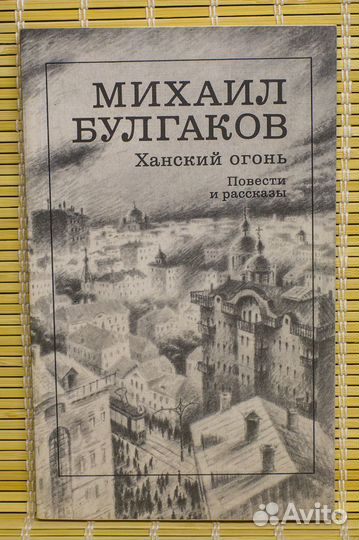 МИХАИЛ
БУЛГАКОВ
Ханский огонь
Повести
и рассказы
Avito